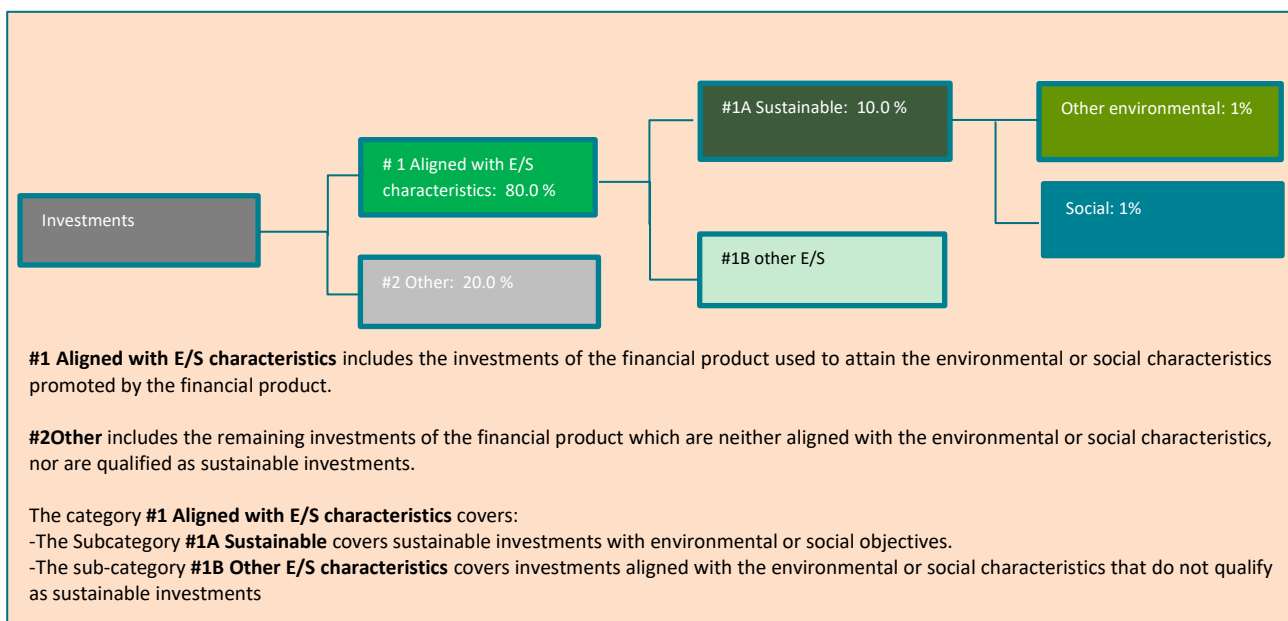 #1A Sustainable: 10.0 %
Other environmental: 1%
# 1 Aligned with E/S
characteristics: 80.0 %
Social: 1%
Investments
#1B other E/S
#2 Other: 20.0 %
#1 Aligned with E/S characteristics includes the investments of the financial product used to attain the environmental or social characteristics
promoted by the financial product.
#2Other includes the remaining investments of the financial product which are neither aligned with the environmental or social characteristics,
nor are qualified as sustainable investments.
The category #1 Aligned with E/S characteristics covers:
-The Subcategory #1A Sustainable covers sustainable investments with environmental or social objectives.
-The sub-category #1B Other E/S characteristics covers investments aligned with the environmental or social characteristics that do not qualify
as sustainable investments